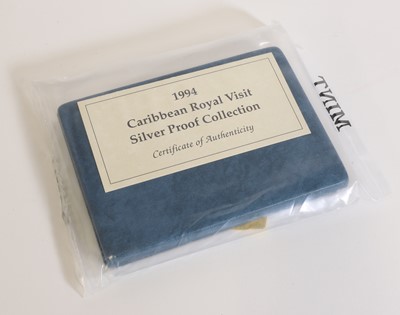 1994
Caribbean Royal Visit
Silver Proof Collection
Certificate of Authenticity
MINT